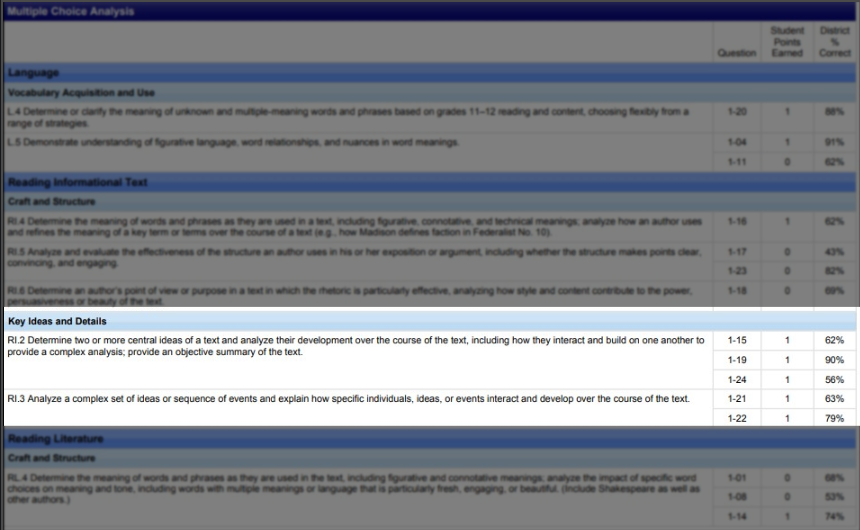 Multiple Choice Analysis
Question
Student
Points
Earned
District
%
Correct
Language
Vocabulary Acquisition and Use
L.4 Determine or clarify the meaning of unknown and multiple-meaning words and phrases based on grades 11–12 reading and content, choosing flexibly from a 1-20 1 88%
range of strategies.
L.5 Demonstrate understanding of figurative language, word relationships, and nuances in word meanings. 1-04 1 91%
1-11 0 62%
Reading Informational Text
Craft and Structure
RI.4 Determine the meaning of words and phrases as they are used in a text, including figurative, connotative, and technical meanings; analyze how an author uses 1-16 1 62%
and refines the meaning of a key term or terms over the course of a text (e.g., how Madison defines faction in Federalist No. 10).
RI.5 Analyze and evaluate the effectiveness of the structure an author uses in his or her exposition or argument, including whether the structure makes points clear, 1-17 0 43%
convincing, and engaging.
1-23 0 82%
RI.6 Determine an author's point of view or purpose in a text in which the rhetoric is particularly effective, analyzing how style and content contribute to the power, 1-18 0 69%
persuasiveness or beauty of the text.
Key Ideas and Details
RI.2 Determine two or more central ideas of a text and analyze their development over the course of the text, including how they interact and build on one another to 1-15 1 62%
provide a complex analysis; provide an objective summary of the text.
1-19 1 90%
1-24 1 56%
RI.3 Analyze a complex set of ideas or sequence of events and explain how specific individuals, ideas, or events interact and develop over the course of the text. 1-21 1 63%
1-22 1 79%
Reading Literature
Craft and Structure
RL.4 Determine the meaning of words and phrases as they are used in the text, including figurative and connotative meanings; analyze the impact of specific word 1-01 0 68%
choices on meaning and tone, including words with multiple meanings or language that is particularly fresh, engaging, or beautiful. (Include Shakespeare as well as 1-08 0 53%
other authors.)
1-14 1 74%